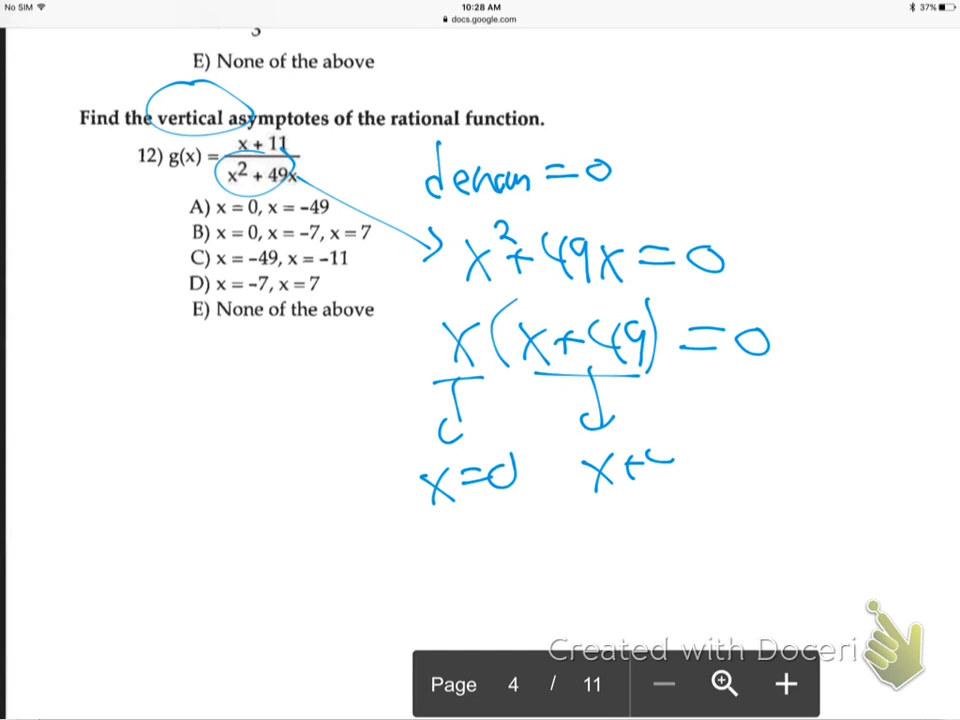 No SIM
10:28 AM
37%
docs.google.com
3
E) None of the above
Find the vertical asymptotes of the rational function.
12) g(x) = x + 11
x2 + 49x
A) x = 0, x = -49
B) x = 0, x = -7, x = 7
C) x = -49, x = -11
D) x = -7, x = 7
E) None of the above
denom = 0
x2 + 49x = 0
x(x+49) = 0
x=0
x+
Created with Doceri
Page 4 / 11